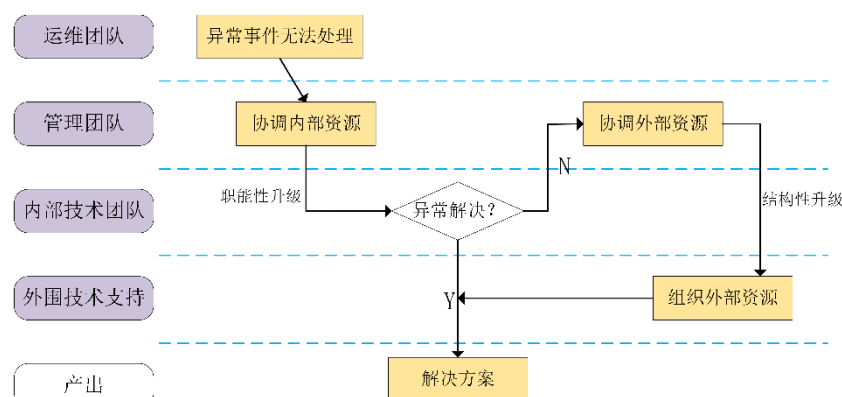 运维团队
异常事件无法处理
管理团队
协调内部资源
协调外部资源
N
职能性升级
结构性升级
内部技术团队
异常解决?
外围技术支持
Y
组织外部资源
产出
解决方案